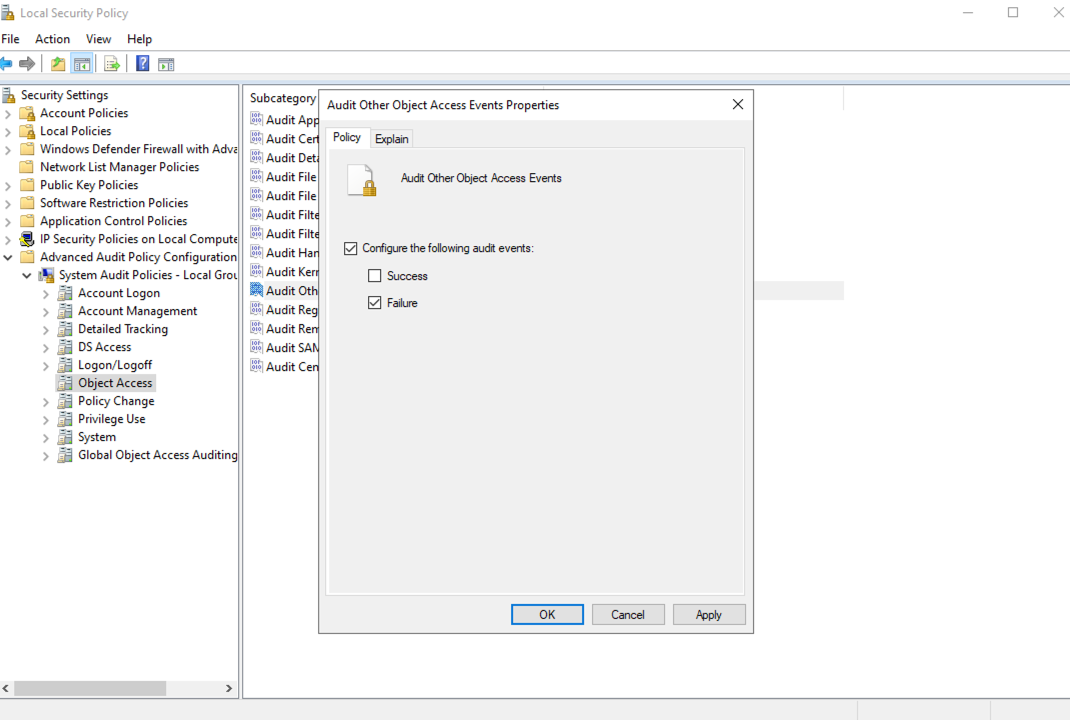 Local Security Policy
File Action View Help
Security Settings
Account Policies
Local Policies
Windows Defender Firewall with Adva
Network List Manager Policies
Public Key Policies
Software Restriction Policies
Application Control Policies
IP Security Policies on Local Compute
Advanced Audit Policy Configuration
System Audit Policies - Local Grou
Account Logon
Account Management
Detailed Tracking
DS Access
Logon/Logoff
Object Access
Policy Change
Privilege Use
System
Global Object Access Auditing
Subcategory
Audit App
Audit Cert
Audit Deta
Audit File
Audit File
Audit Filte
Audit Filte
Audit Han
Audit Kern
Audit Oth
Audit Reg
Audit Rem
Audit SAM
Audit Cen
Audit Other Object Access Events Properties
Policy Explain
Audit Other Object Access Events
Configure the following audit events:
Success
Failure
OK Cancel Apply